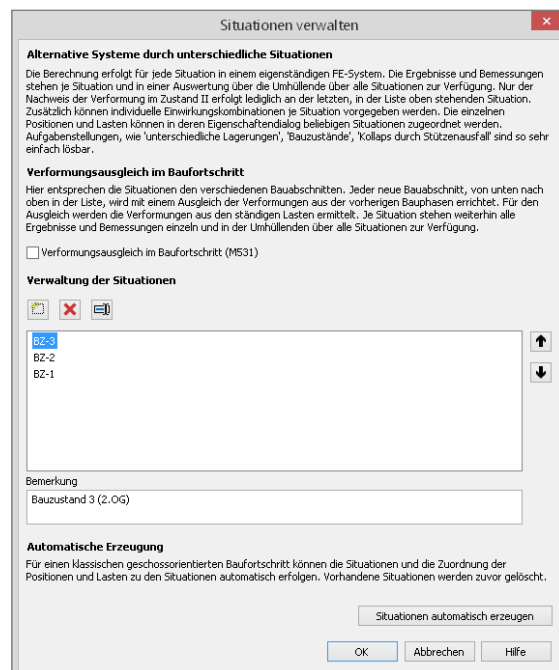 Situationen verwalten
Alternative Systeme durch unterschiedliche Situationen
Die Berechnung erfolgt für jede Situation in einem eigenständigen FE-System. Die Ergebnisse und Bemessungen
stehen je Situation und in einer Auswertung über die Umhüllende über alle Situationen zur Verfügung. Nur der
Nachweis der Verformung im Zustand II erfolgt lediglich an der letzten, in der Liste oben stehenden Situation.
Zusätzlich können individuelle Einwirkungskombinationen je Situation vorgegeben werden. Die einzelnen
Positionen und Lasten können in deren Eigenschaftendialog beliebigen Situationen zugeordnet werden.
Aufgabenstellungen, wie 'unterschiedliche Lagerungen', 'Bauzustände', 'Kollaps durch Stützenausfall' sind so sehr
einfach lösbar.
Verformungsausgleich im Baufortschritt
Hier entsprechen die Situationen den verschiedenen Bauabschnitten. Jeder neue Bauabschnitt, von unten nach
oben in der Liste, wird mit einem Ausgleich der Verformungen aus der vorherigen Bauphasen errichtet. Für den
Ausgleich werden die Verformungen aus den ständigen Lasten ermittelt. Je Situation stehen weiterhin alle
Ergebnisse und Bemessungen einzeln und in der Umhüllenden über alle Situationen zur Verfügung.
Verformungsausgleich im Baufortschritt (M531)
Verwaltung der Situationen
BZ-3
BZ-2
BZ-1
Bemerkung
Bauzustand 3 (2.OG)
Automatische Erzeugung
Für einen klassischen geschossorientierten Baufortschritt können die Situationen und die Zuordnung der
Positionen und Lasten zu den Situationen automatisch erfolgen. Vorhandene Situationen werden zuvor gelöscht.
Situationen automatisch erzeugen
OK Abbrechen Hilfe